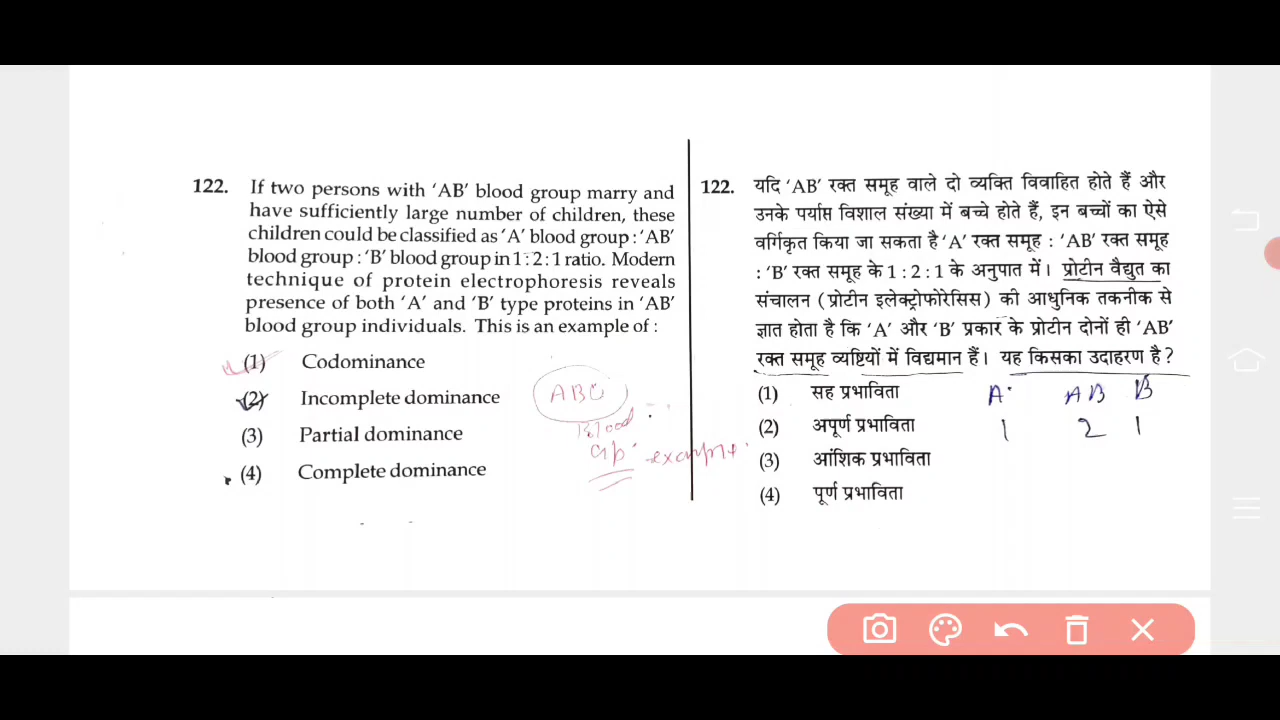 122. If two persons with 'AB' blood group marry and
have sufficiently large number of children, these
children could be classified as 'A' blood group : 'AB'
blood group : 'B' blood group in 1 : 2 : 1 ratio. Modern
technique of protein electrophoresis reveals
presence of both 'A' and 'B' type proteins in 'AB'
blood group individuals. This is an example of :
(1) Codominance
(2) Incomplete dominance
(3) Partial dominance
(4) Complete dominance
ABO
Blood
gp. example.
122. यदि 'AB' रक्त समूह वाले दो व्यक्ति विवाहित होते हैं और
उनके पर्याप्त विशाल संख्या में बच्चे होते हैं, इन बच्चों का ऐसे
वर्गिकृत किया जा सकता है 'A' रक्त समूह : 'AB' रक्त समूह
: 'B' रक्त समूह के 1 : 2 : 1 के अनुपात में। प्रोटीन वैद्युत का
संचालन (प्रोटीन इलेक्ट्रोफोरेसिस) की आधुनिक तकनीक से
ज्ञात होता है कि 'A' और 'B' प्रकार के प्रोटीन दोनों ही 'AB'
रक्त समूह व्यष्टियों में विद्यमान हैं। यह किसका उदाहरण है ?
(1) सह प्रभाविता
(2) अपूर्ण प्रभाविता
(3) आंशिक प्रभाविता
(4) पूर्ण प्रभाविता
A AB B
1 2 1